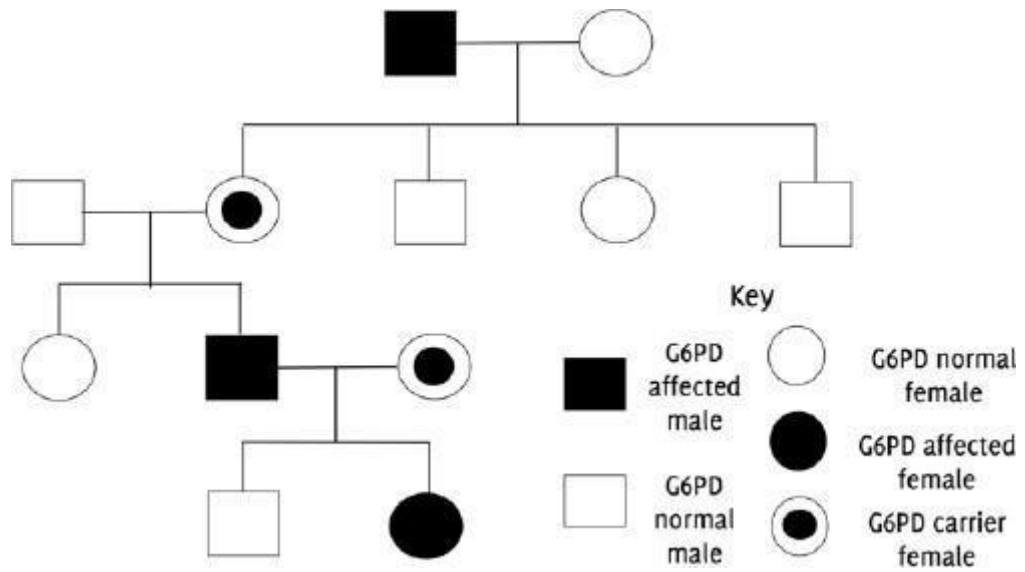 Key
G6PD
affected
male
G6PD normal
female
G6PD affected
female
G6PD
normal
male
G6PD carrier
female